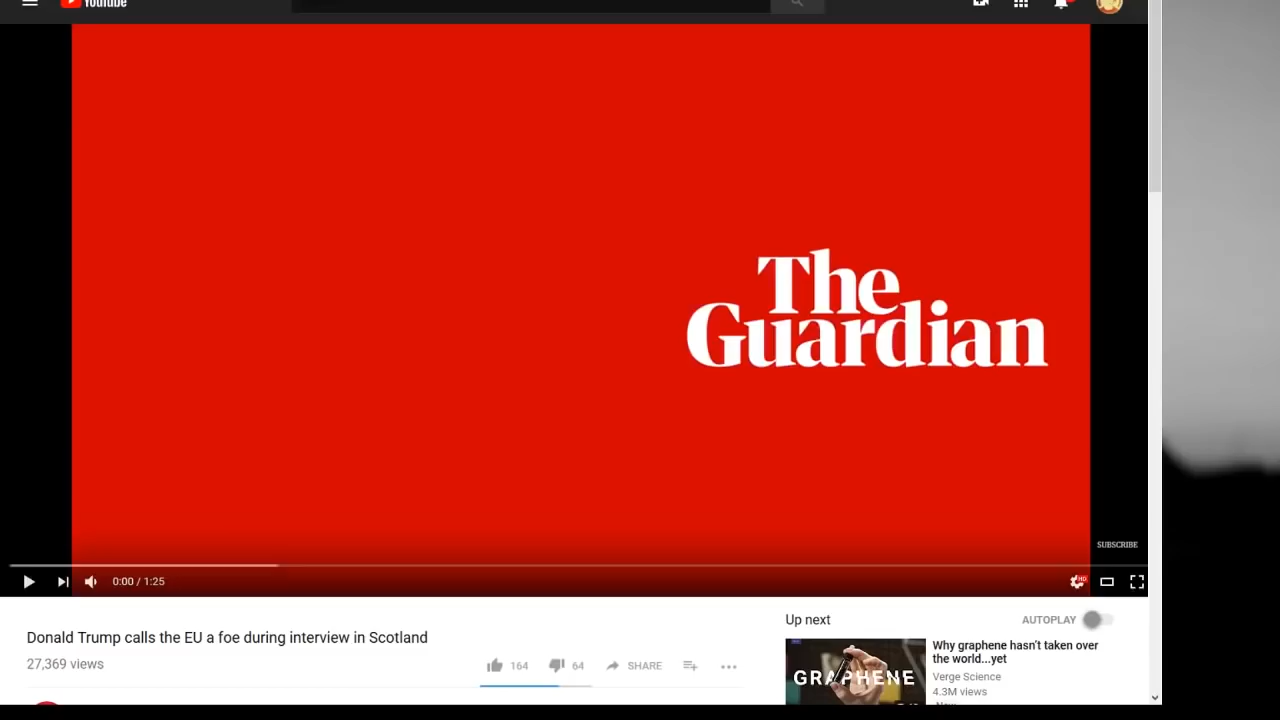 YouTube
The
Guardian
SUBSCRIBE
0:00 / 1:25
HD
Donald Trump calls the EU a foe during interview in Scotland
27,369 views
164
64
SHARE
Up next
AUTOPLAY
GRAPHENE
Why graphene hasn't taken over
the world...yet
Verge Science
4.3M views